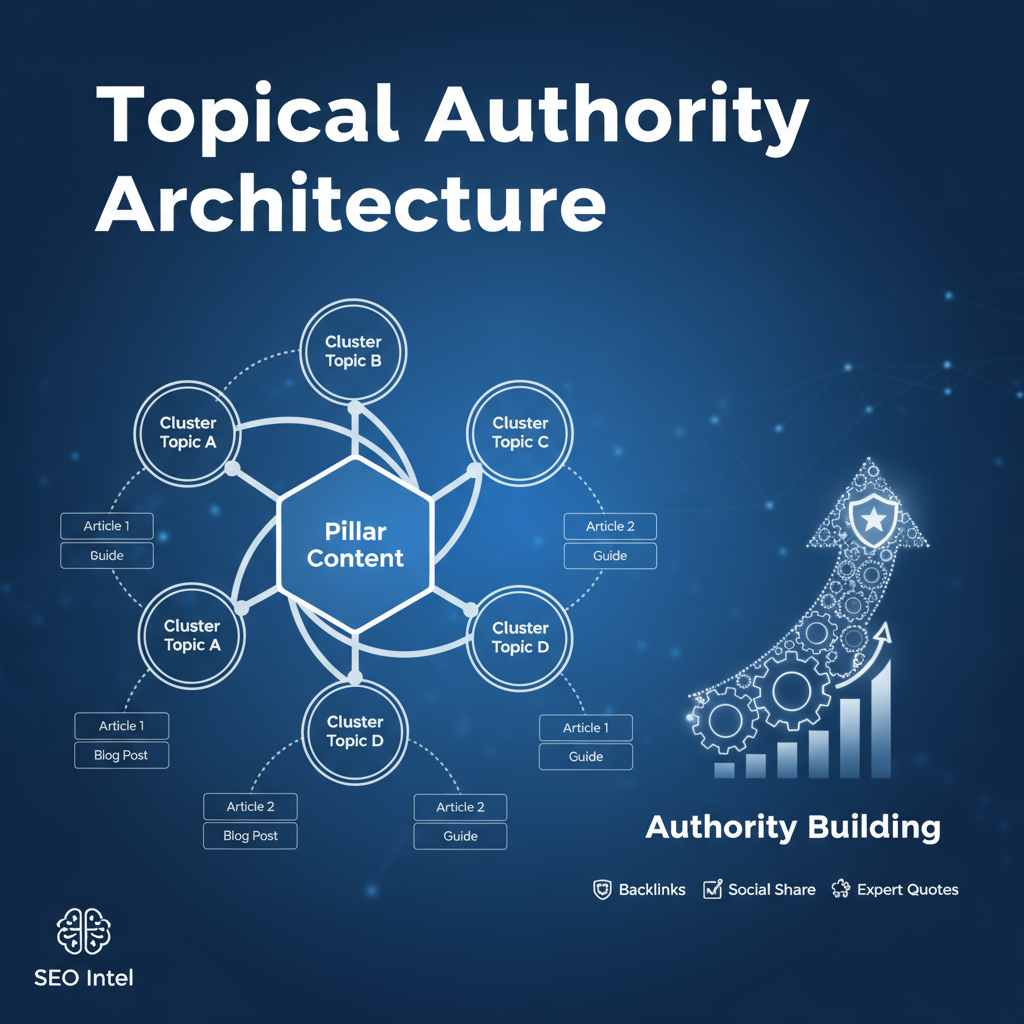 Topical Authority
Architecture
Cluster
Topic B
Cluster
Topic A
Cluster
Topic C
Pillar
Content
Article 1
Guide
Article 2
Guide
Cluster
Topic A
Cluster
Topic D
Cluster
Topic D
Article 1
Blog Post
Article 1
Guide
Article 2
Blog Post
Article 2
Guide
Authority Building
Backlinks
Social Share
Expert Quotes
SEO Intel